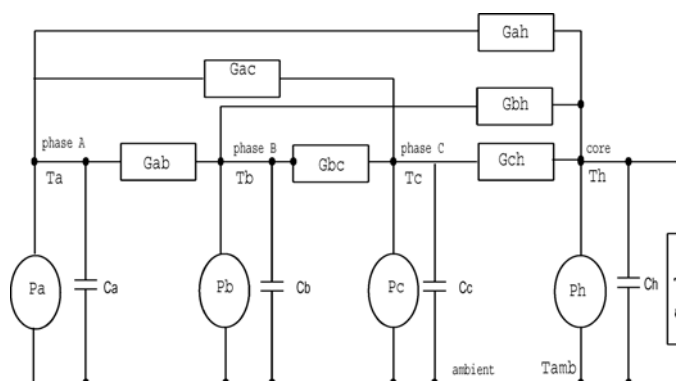 Gah
Gac
Gbh
phase A
phase B
phase C
core
Gab
Gbc
Gch
Ta
Tb
Tc
Th
Pa
Ca
Pb
Cb
Pc
Cc
Ph
Ch
ambient
Tamb